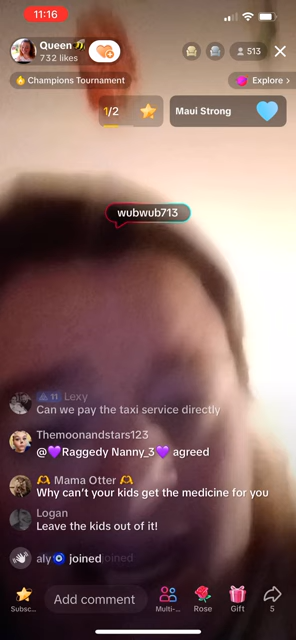 11:16
Queen 🐝
732 likes
513
Champions Tournament
Explore >
1/2
Maui Strong
wubwub713
11 Lexy
Can we pay the taxi service directly
Themoonandstars123
@💜Raggedy Nanny_3💜 agreed
🫶 Mama Otter 🫶
Why can't your kids get the medicine for you
Logan
Leave the kids out of it!
aly🧿 joined
joined
Subsc...
Add comment
Multi-...
Rose
Gift
5